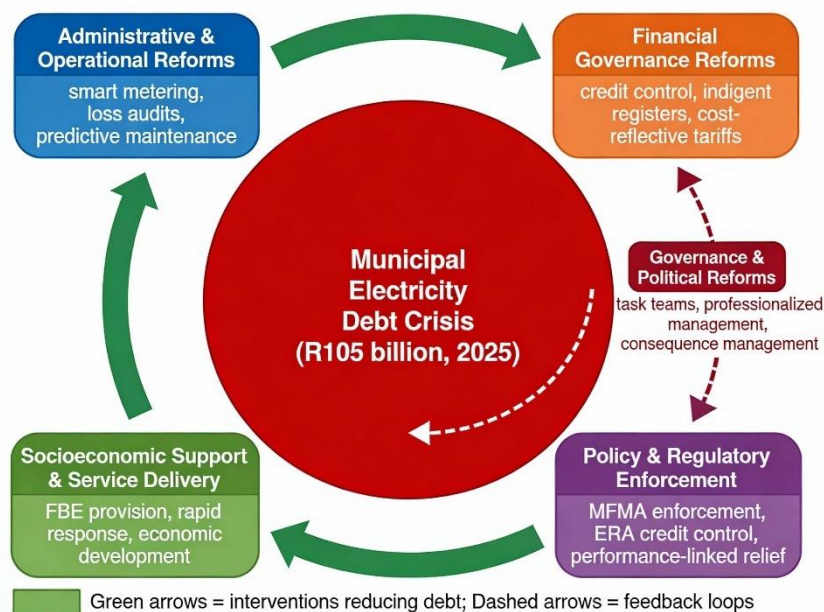 Administrative &
Operational Reforms
smart metering,
loss audits,
predictive maintenance
Financial
Governance Reforms
credit control, indigent
registers, cost-
reflective tariffs
Municipal
Electricity
Debt Crisis
(R105 billion, 2025)
Governance &
Political Reforms
task teams, professionalized
management,
consequence management
Socioeconomic Support
& Service Delivery
FBE provision, rapid
response, economic
development
Policy & Regulatory
Enforcement
MFMA enforcement,
ERA credit control,
performance-linked relief
Green arrows = interventions reducing debt; Dashed arrows = feedback loops